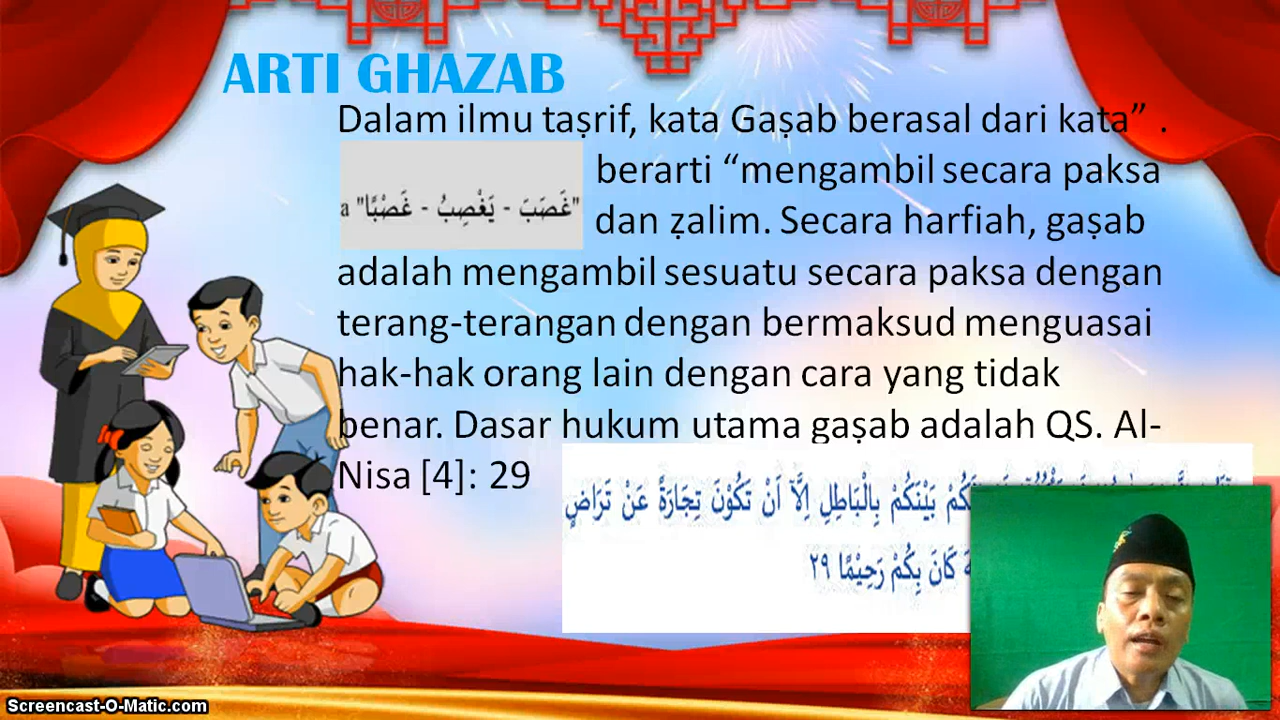 ARTI GHAZAB
Dalam ilmu taṣrif, kata Gaṣab berasal dari kata” .
berarti “mengambil secara paksa
"غَصَبَ - يَغْصِبُ - غَصْبًا" a
dan ẓalim. Secara harfiah, gaṣab
adalah mengambil sesuatu secara paksa dengan
terang-terangan dengan bermaksud menguasai
hak-hak orang lain dengan cara yang tidak
benar. Dasar hukum utama gaṣab adalah QS. Al-
Nisa [4]: 29
بَيْنَكُمْ بِالْبَاطِلِ اِلَّآ اَنْ تَكُوْنَ تِجَارَةً عَنْ تَرَاضٍ
كَانَ بِكُمْ رَحِيْمًا ٢٩
Screencast-O-Matic.com